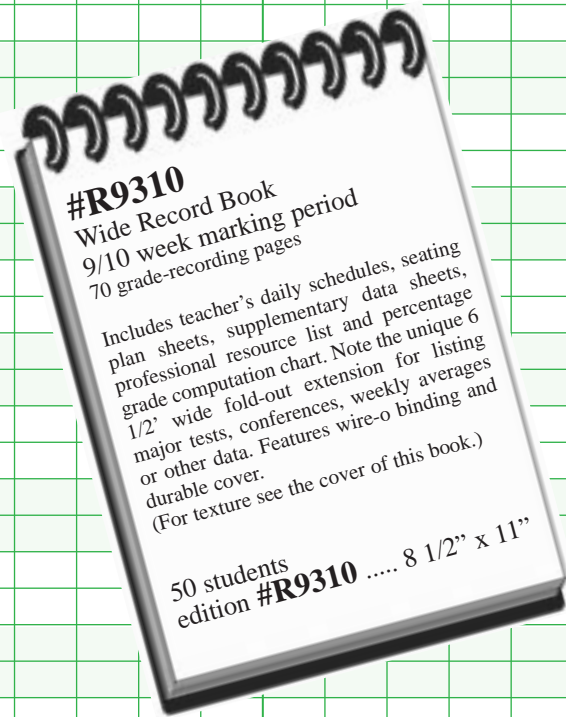 #R9310
Wide Record Book
9/10 week marking period
70 grade-recording pages
Includes teacher’s daily schedules, seating
plan sheets, supplementary data sheets,
professional resource list and percentage
grade computation chart. Note the unique 6
1/2’ wide fold-out extension for listing
major tests, conferences, weekly averages
or other data. Features wire-o binding and
durable cover.
(For texture see the cover of this book.)
50 students
edition #R9310 ..... 8 1/2” x 11”